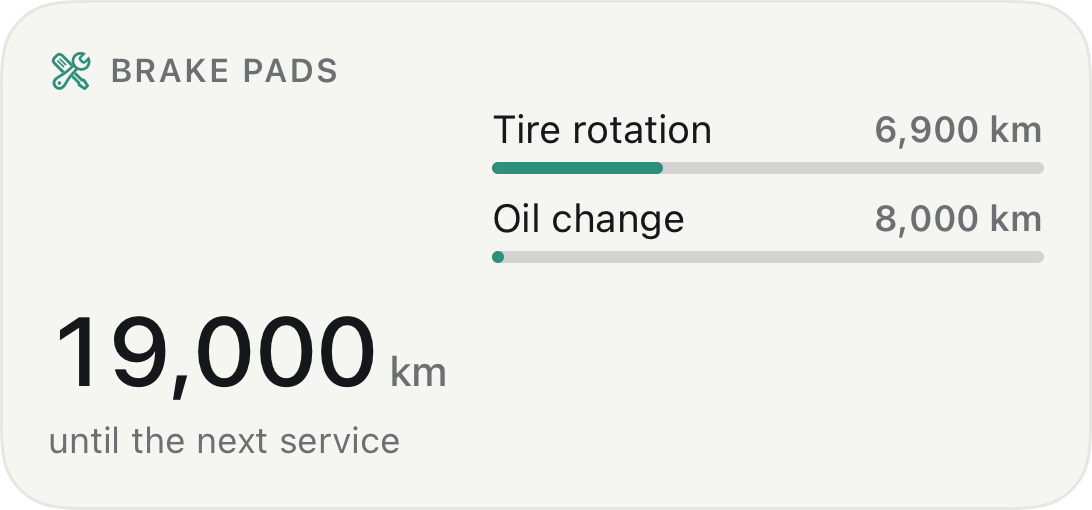 BRAKE PADS
Tire rotation 6,900 km
Oil change 8,000 km
19,000 km
until the next service